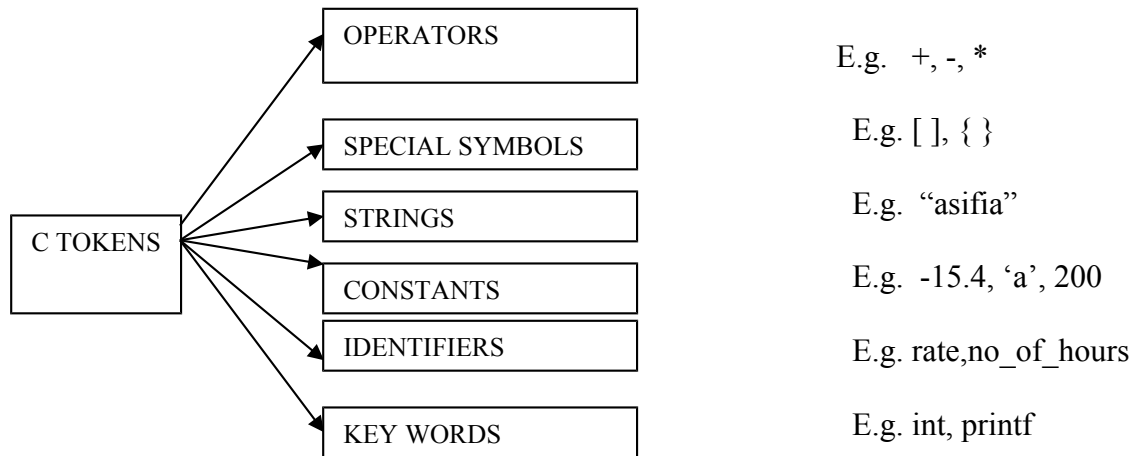 OPERATORS
E.g. +, -, *
SPECIAL SYMBOLS
E.g. [ ], { }
STRINGS
E.g. “asifia”
C TOKENS
CONSTANTS
E.g. -15.4, ‘a’, 200
IDENTIFIERS
E.g. rate,no_of_hours
KEY WORDS
E.g. int, printf